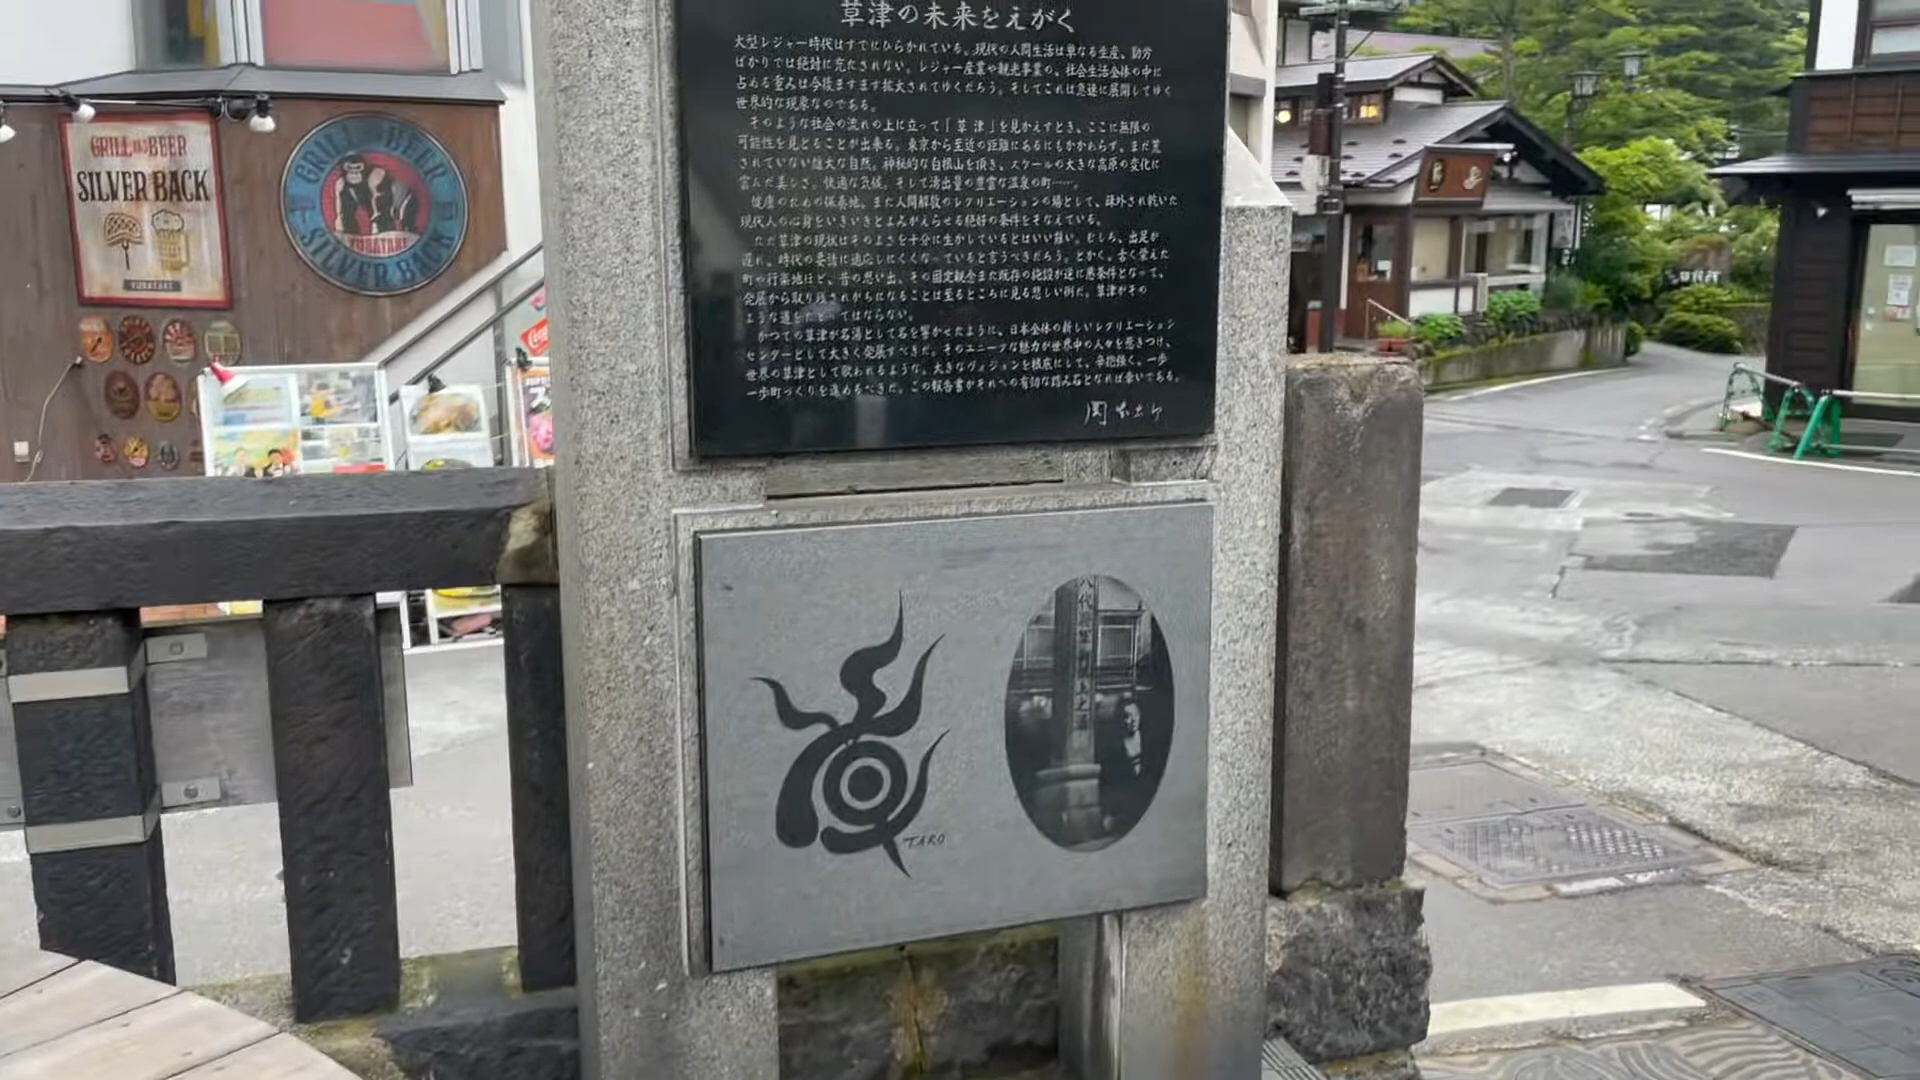 草津の未来をえがく
大型レジャー時代はすでにひらかれている。現代の人間生活は単なる生産、勤労
ばかりでは絶対に充たされない。レジャー産業や観光事業の、社会生活全体の中に
占める重みは今後ますます拡大されてゆくだろう。そしてこれは急速に展開してゆく
世界的な現象なのである。
そのような社会の流れの上に立って「草津」を見かえすとき、ここに無限の
可能性を見とることが出来る。東京から至近の距離にあるにもかかわらず、まだ荒
されていない雄大な自然。神秘的な白根山を頂き、スケールの大きな高原の変化に
富んだ美しさ。快適な気候。そして湧出量の豊富な温泉の町……。
健康のための保養地。また人間解放のレクリエーションの場として、疎外され乾いた
現代人の心身をいきいきとよみがえらせる絶好の条件をそなえている。
ただ草津の現状はそのよさを十分に生かしているとはいい難い。むしろ、出足が
遅れ、時代の要請に適応しにくくなっていると言うべきだろう。とかく、古く栄えた
町や行楽地ほど、昔の思い出、その固定観念また既存の施設が逆に悪条件となって、
発展から取り残されがちになることは至るところに見る悲しい例だ。草津がその
ような道をたどってはならない。
かつての草津が名湯として名を響かせたように、日本全体の新しいレクリエーション
センターとして大きく発展すべきだ。そのユニークな魅力が世界中の人々を惹きつけ、
世界の草津として歌われるような、大きなヴィジョンを根底にして、辛抱強く、一歩
一歩町づくりを進めるべきだ。この報告書がそれへの有効な踏み石となれば幸いである。
岡本太郎
TARO
GRILL AND BEER
SILVER BACK
YUBATAKE
GRILL AND BEER
YUBATAKE
SILVER BACK